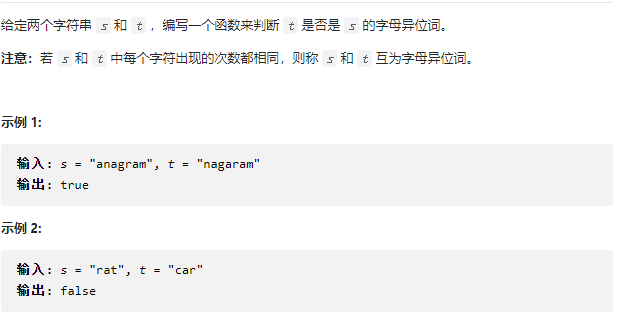 给定两个字符串 s 和 t ，编写一个函数来判断 t 是否是 s 的字母异位词。
注意：若 s 和 t 中每个字符出现的次数都相同，则称 s 和 t 互为字母异位词。
示例 1:
输入: s = "anagram", t = "nagaram"
输出: true
示例 2:
输入: s = "rat", t = "car"
输出: false